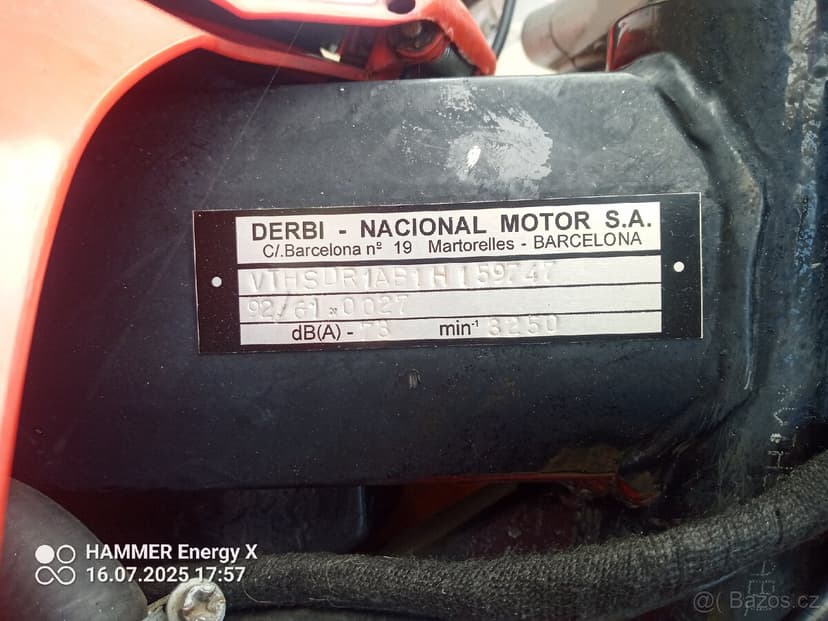 DERBI - NACIONAL MOTOR S.A.
C/.Barcelona nº 19 Martorelles - BARCELONA
VTHSDR1AB1H159747
92/61*0027
dB(A) - 78 min-¹ 8250
HAMMER Energy X
16.07.2025 17:57
@( Bazos.cz